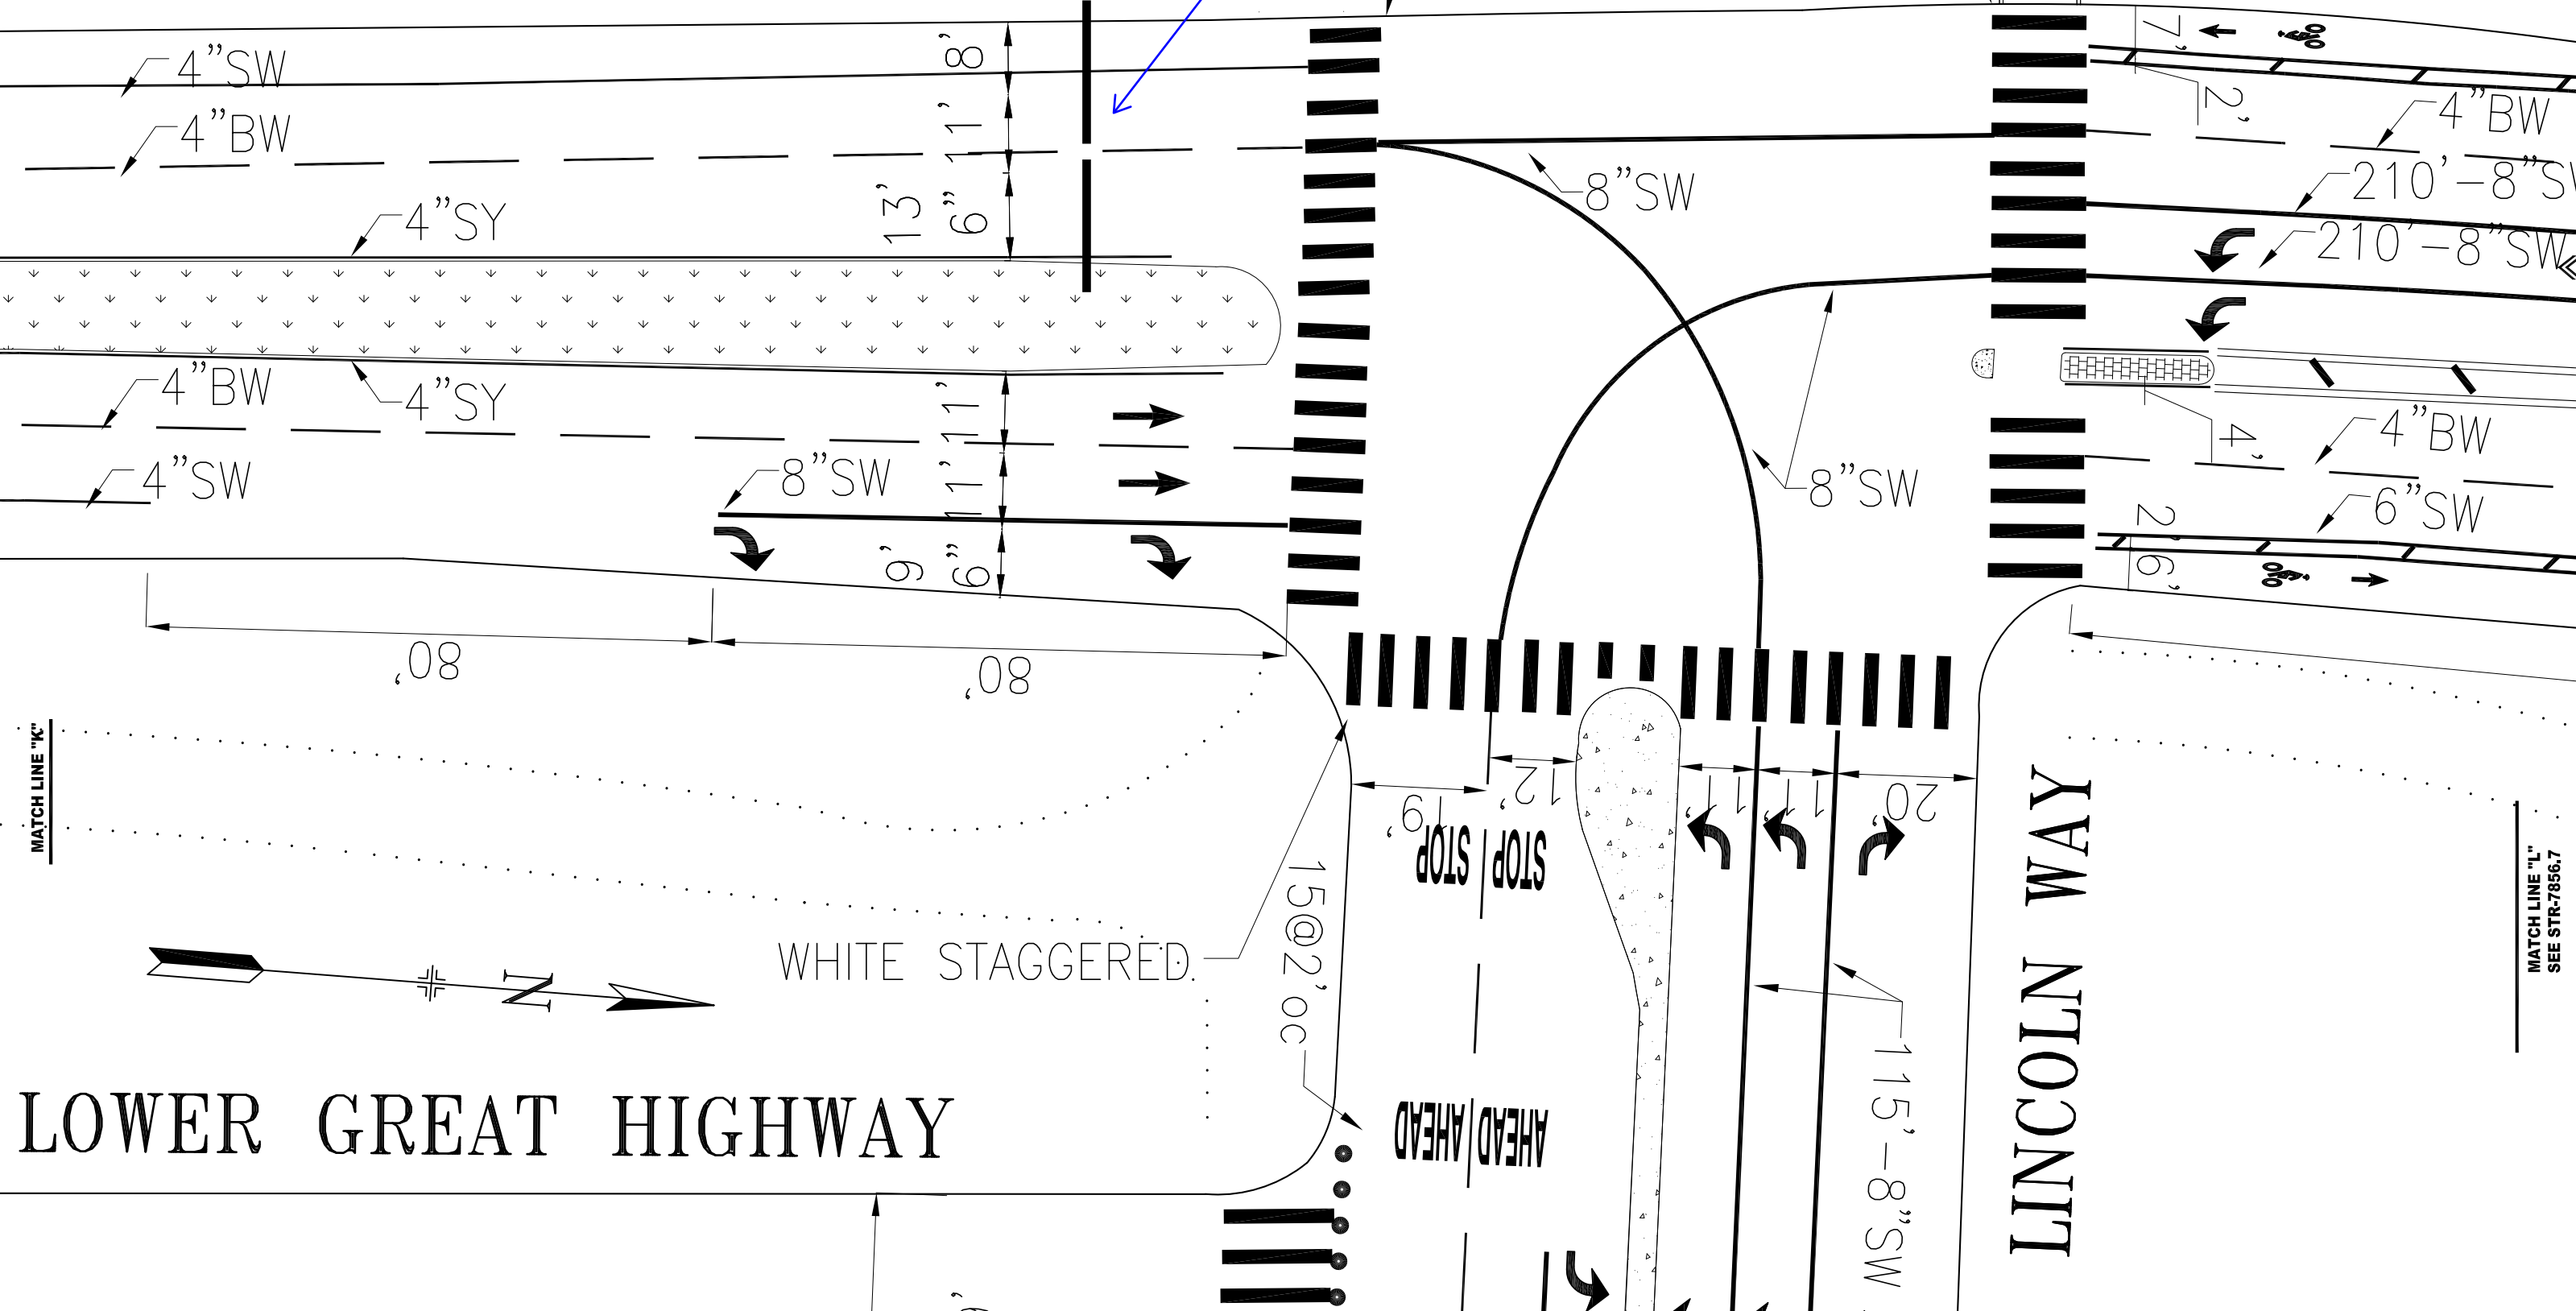 4"SW
4"BW
4"SY
8'
11'
13' 6"
8"SW
7'
2'
4"BW
210'-8"SW
210'-8"SW
4"BW
4"SY
4"SW
8"SW
11'
11'
9' 6"
8"SW
4'
4"BW
6"SW
2'
6'
80'
80'
MATCH LINE "K"
19'
12'
11'
11'
20'
STOP
STOP
WHITE STAGGERED
15@2'oc
N
AHEAD
AHEAD
115'-8"SW
LOWER GREAT HIGHWAY
LINCOLN WAY
MATCH LINE "L"
SEE STR-7856.7